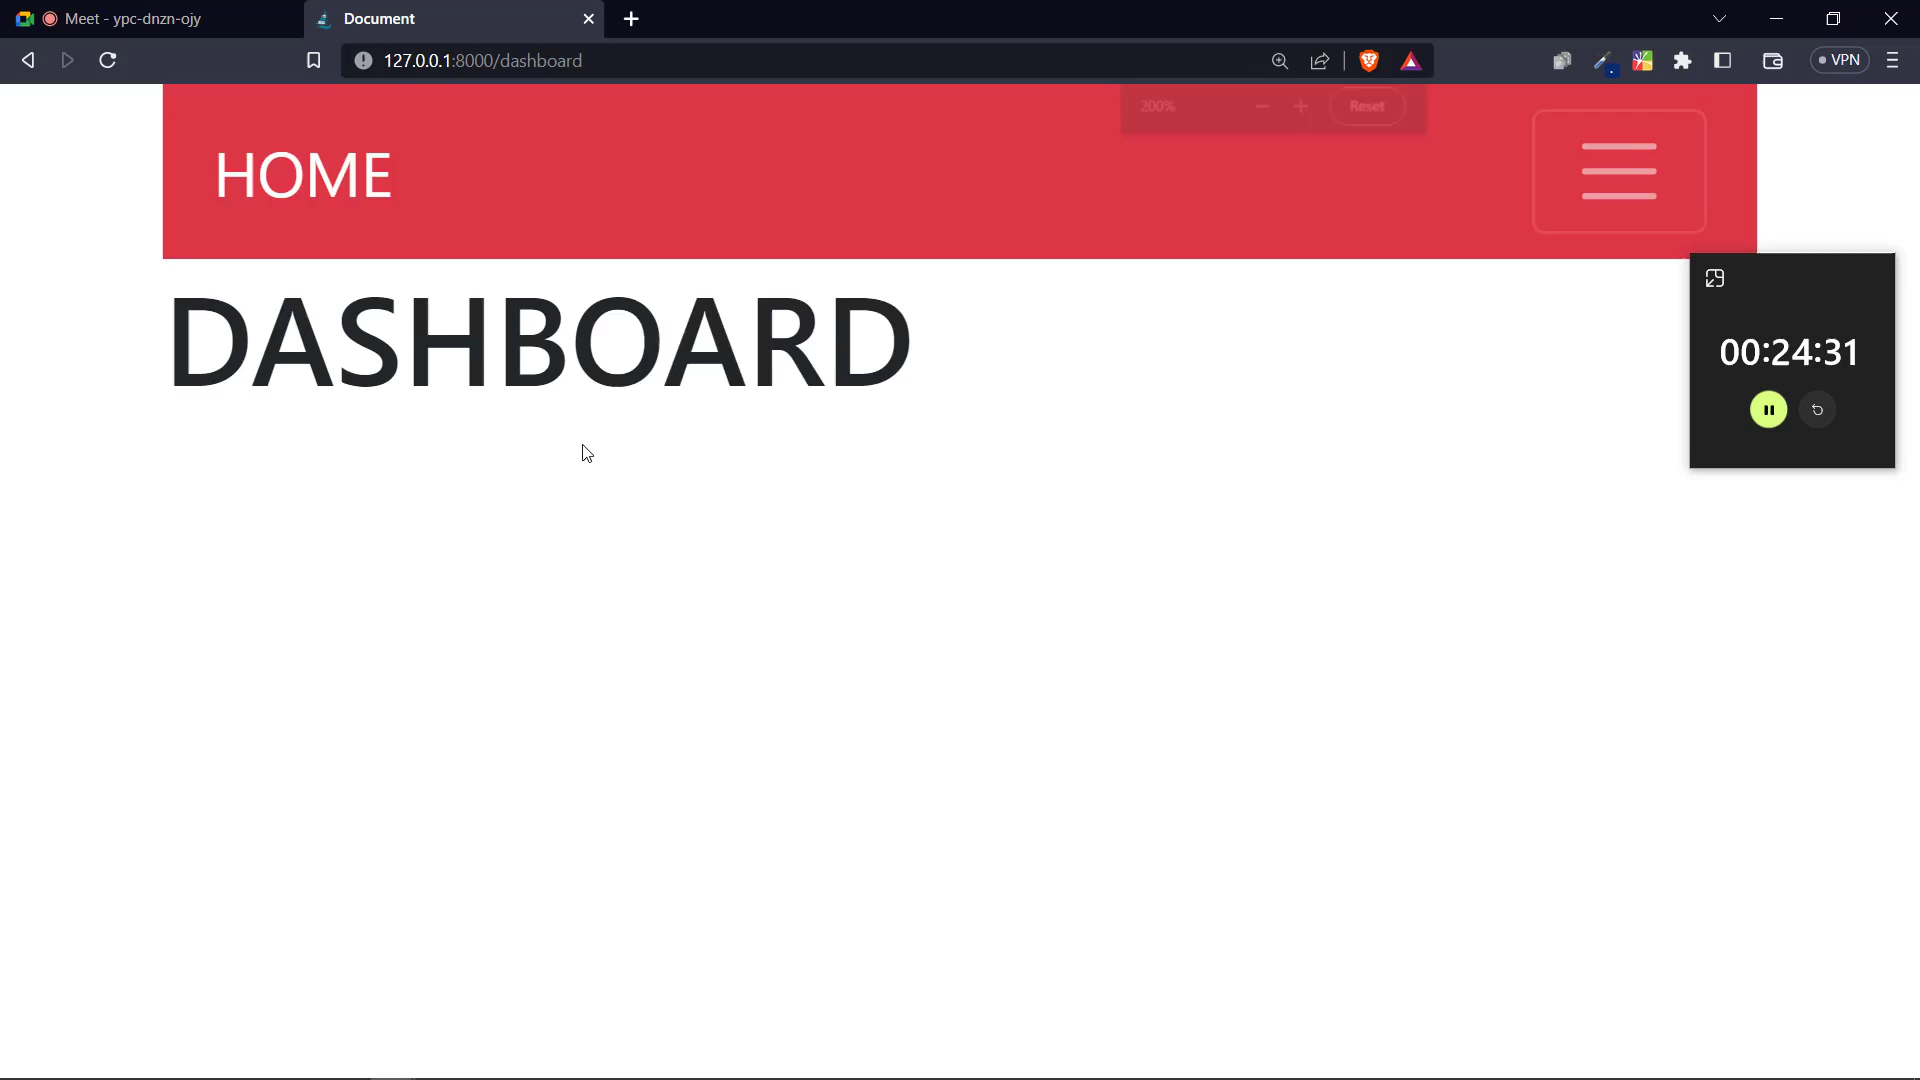 Meet - ypc-dnzn-ojy
Document
127.0.0.1:8000/dashboard
VPN
200%
Reset
HOME
DASHBOARD
00:24:31